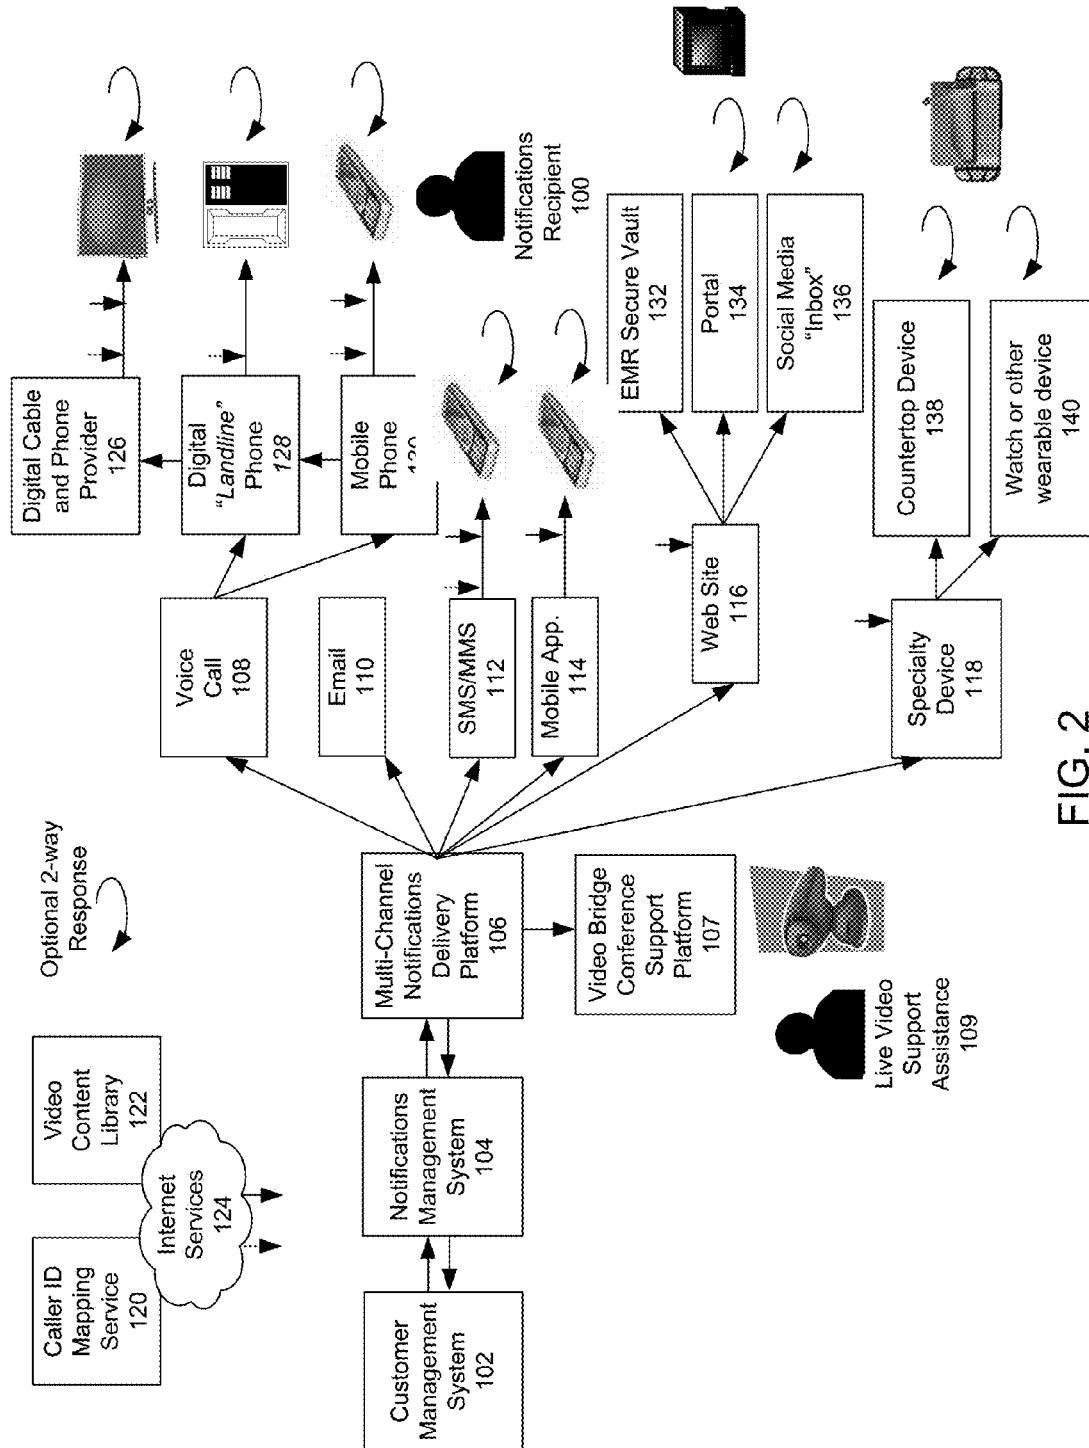 Caller ID
Mapping
Service
120
Video
Content
Library
122
Internet
Services
124
Optional 2-way
Response
Customer
Management
System
102
Notifications
Management
System
104
Multi-Channel
Notifications
Delivery
Platform
106
Video Bridge
Conference
Support
Platform
107
Live Video
Support
Assistance
109
Voice
Call
108
Email
110
SMS/MMS
112
Mobile App.
114
Web Site
116
Specialty
Device
118
Digital Cable
and Phone
Provider
126
Digital
“Landline”
Phone
128
Mobile
Phone
Notifications
Recipient
100
EMR Secure Vault
132
Portal
134
Social Media
“Inbox”
136
Countertop Device
138
Watch or other
wearable device
140
FIG. 2